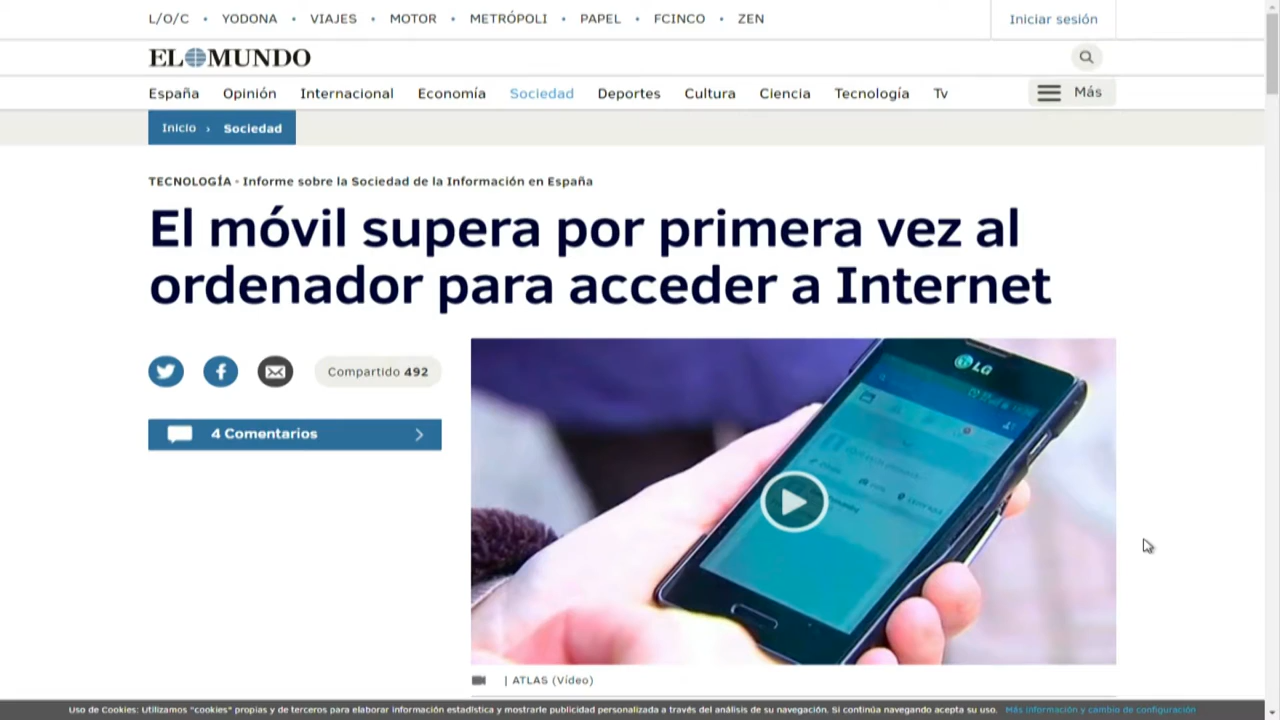 L/O/C • YODONA • VIAJES • MOTOR • METRÓPOLI • PAPEL • FCINCO • ZEN Iniciar sesión
EL MUNDO
España Opinión Internacional Economía Sociedad Deportes Cultura Ciencia Tecnología Tv Más
Inicio › Sociedad
TECNOLOGÍA - Informe sobre la Sociedad de la Información en España
El móvil supera por primera vez al
ordenador para acceder a Internet
Compartido 492
4 Comentarios
LG
| ATLAS (Vídeo)
Uso de Cookies: Utilizamos "cookies" propias y de terceros para elaborar información estadística y mostrarle publicidad personalizada a través del análisis de su navegación. Si continúa navegando acepta su uso. Más información y cambio de configuración